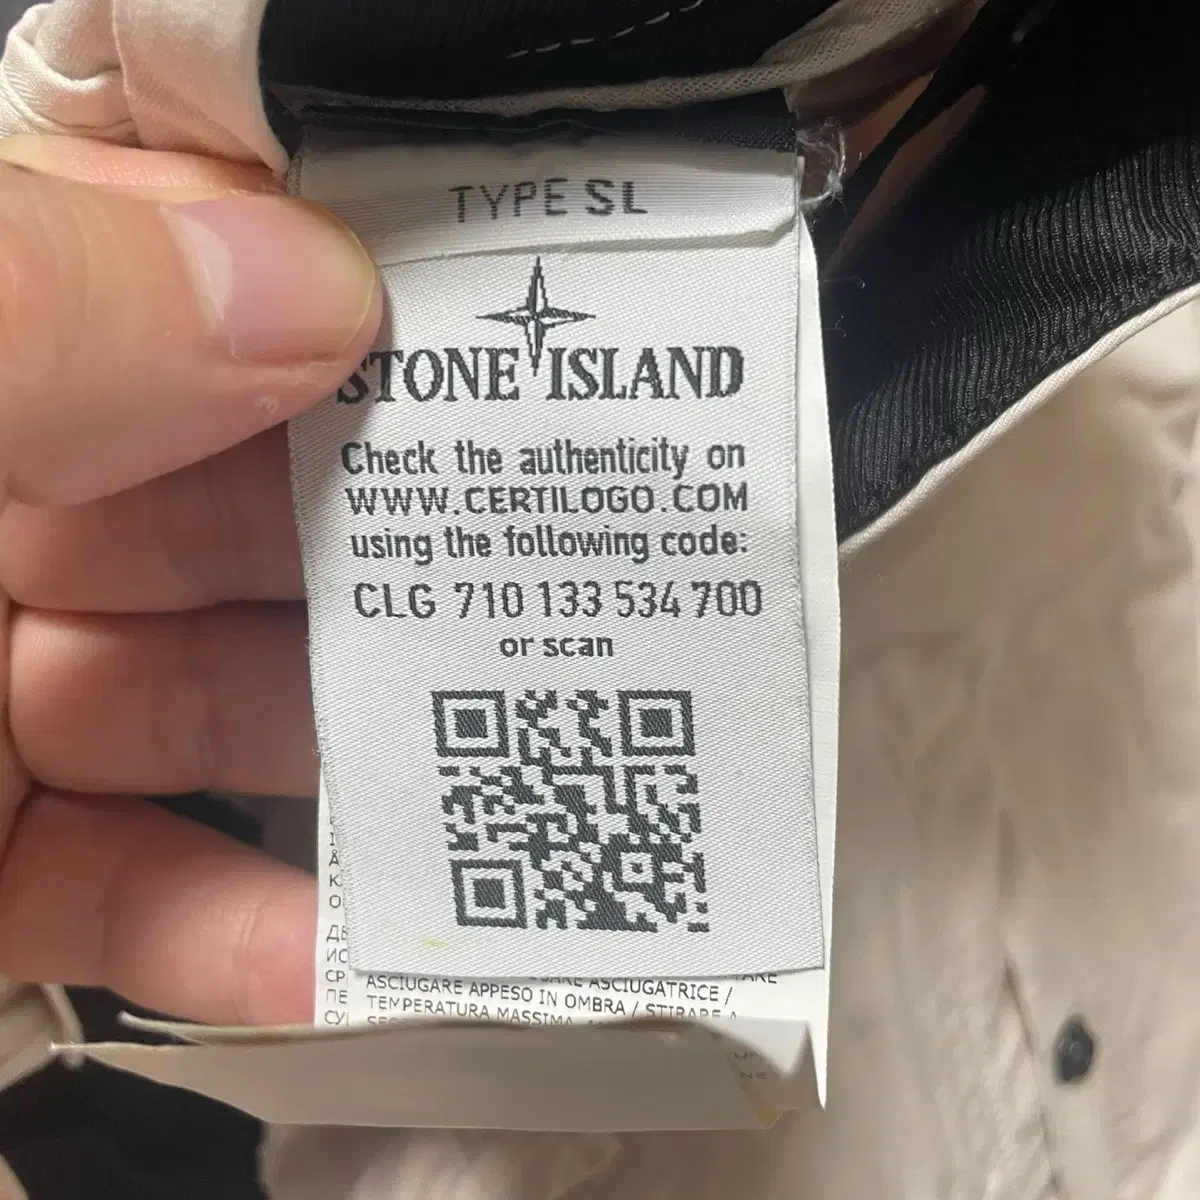 TYPE SL
STONE ISLAND
Check the authenticity on
WWW.CERTILOGO.COM
using the following code:
CLG 710 133 534 700
or scan
ASCIUGATRICE /
ASCIUGARE APPESO IN OMBRA / STIRARE A
TEMPERATURA MASSIMA